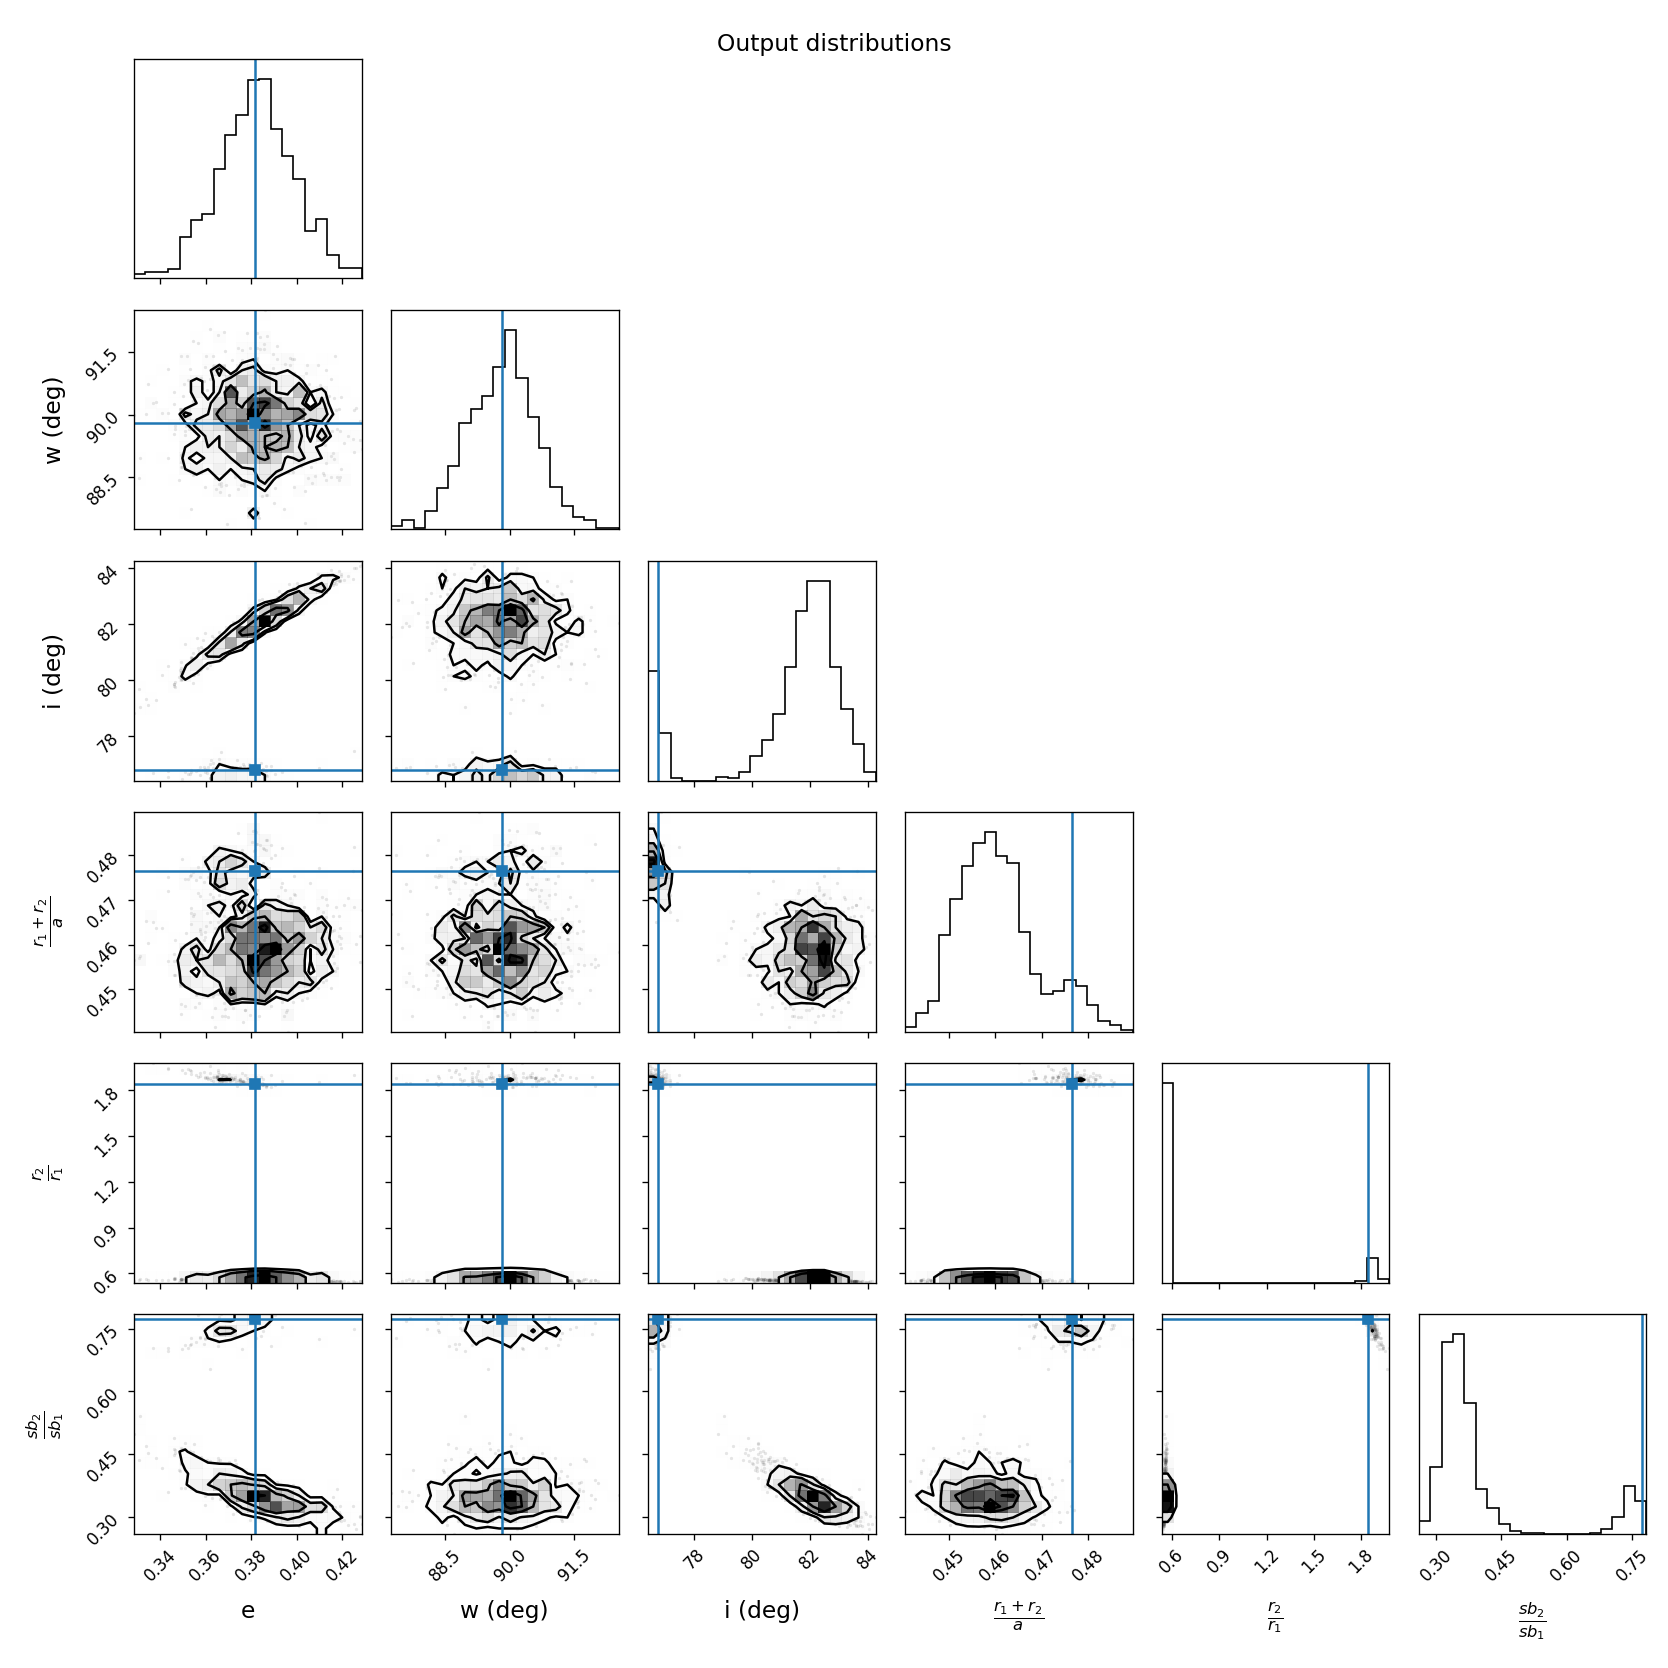 Output distributions
w (deg)
91.5
90.0
88.5
i (deg)
84
82
80
78
r₁ + r₂
a
0.48
0.47
0.46
0.45
r₂
r₁
1.8
1.5
1.2
0.9
0.6
sb₂
sb₁
0.75
0.60
0.45
0.30
0.34 0.36 0.38 0.40 0.42 88.5 90.0 91.5 78 80 82 84 0.45 0.46 0.47 0.48 0.6 0.9 1.2 1.5 1.8 0.30 0.45 0.60 0.75
e w (deg) i (deg) r₁ + r₂ r₂ sb₂
a r₁ sb₁